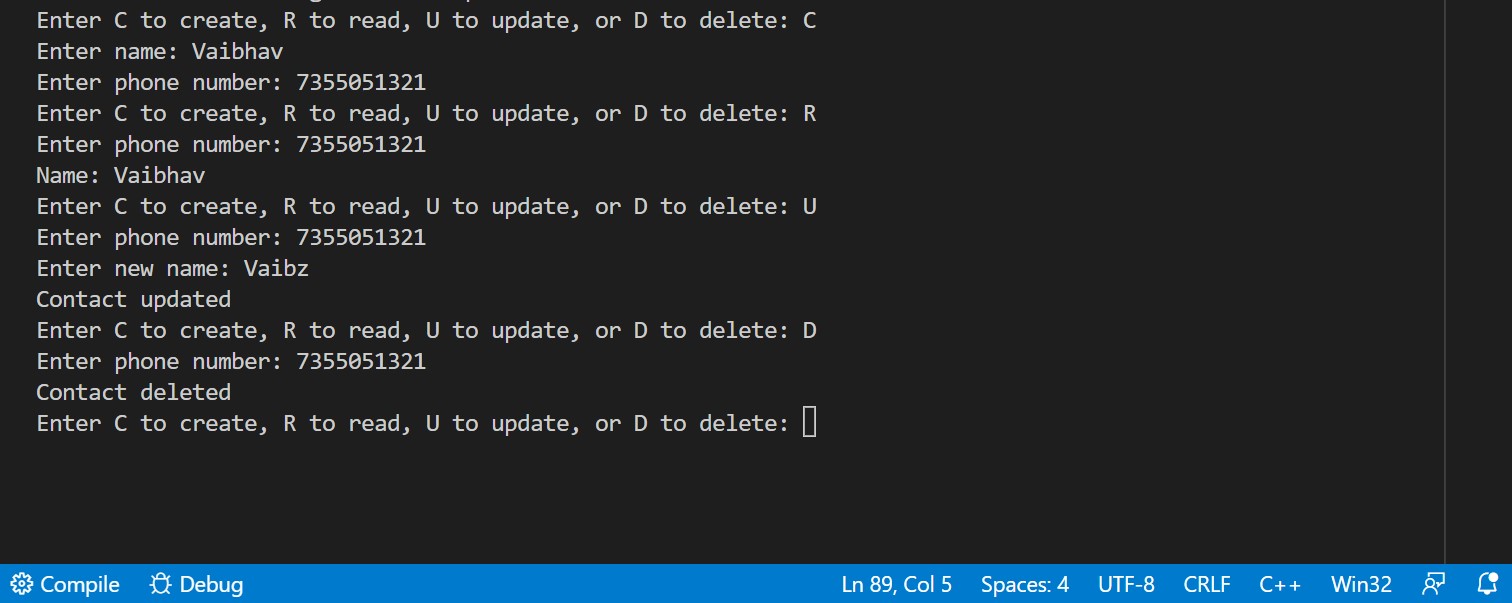 Enter C to create, R to read, U to update, or D to delete: C
Enter name: Vaibhav
Enter phone number: 7355051321
Enter C to create, R to read, U to update, or D to delete: R
Enter phone number: 7355051321
Name: Vaibhav
Enter C to create, R to read, U to update, or D to delete: U
Enter phone number: 7355051321
Enter new name: Vaibz
Contact updated
Enter C to create, R to read, U to update, or D to delete: D
Enter phone number: 7355051321
Contact deleted
Enter C to create, R to read, U to update, or D to delete:
Compile Debug Ln 89, Col 5 Spaces: 4 UTF-8 CRLF C++ Win32